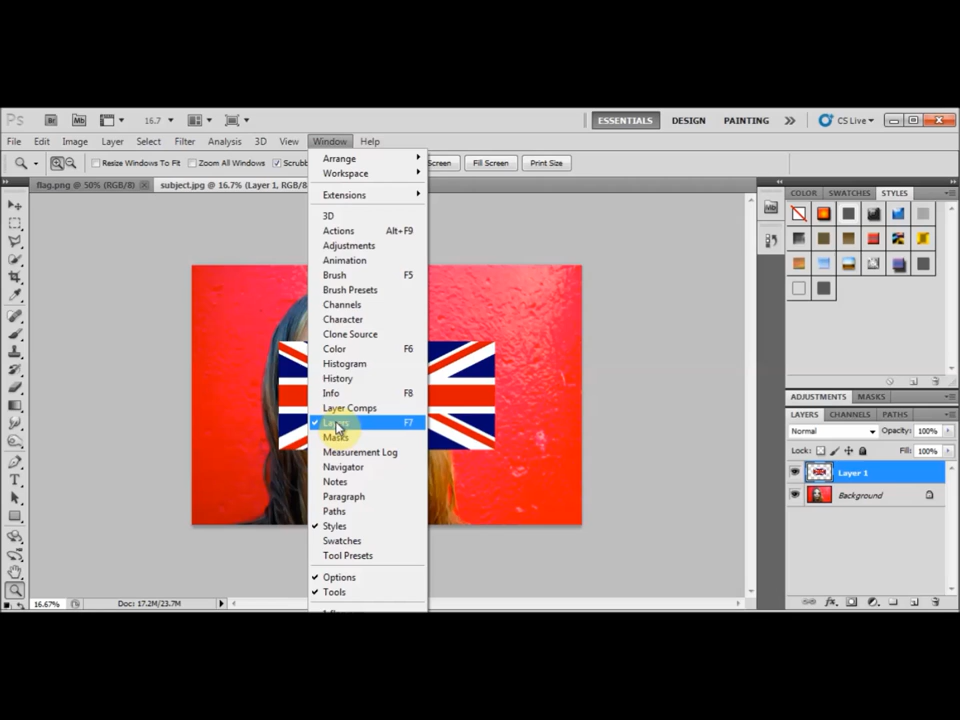 Ps Br Mb 16.7 ESSENTIALS DESIGN PAINTING CS Live
File Edit Image Layer Select Filter Analysis 3D View Window Help
Resize Windows To Fit Zoom All Windows Scrubb Screen Fill Screen Print Size
flag.png @ 50% (RGB/8) subject.jpg @ 16.7% (Layer 1, RGB/8
Arrange
Workspace
Extensions
3D
Actions Alt+F9
Adjustments
Animation
Brush F5
Brush Presets
Channels
Character
Clone Source
Color F6
Histogram
History
Info F8
Layer Comps
Layers F7
Masks
Measurement Log
Navigator
Notes
Paragraph
Paths
Styles
Swatches
Tool Presets
Options
Tools
Mb
COLOR SWATCHES STYLES
ADJUSTMENTS MASKS
LAYERS CHANNELS PATHS
Normal Opacity: 100%
Lock: Fill: 100%
Layer 1
Background
16.67% Doc: 17.2M/23.7M